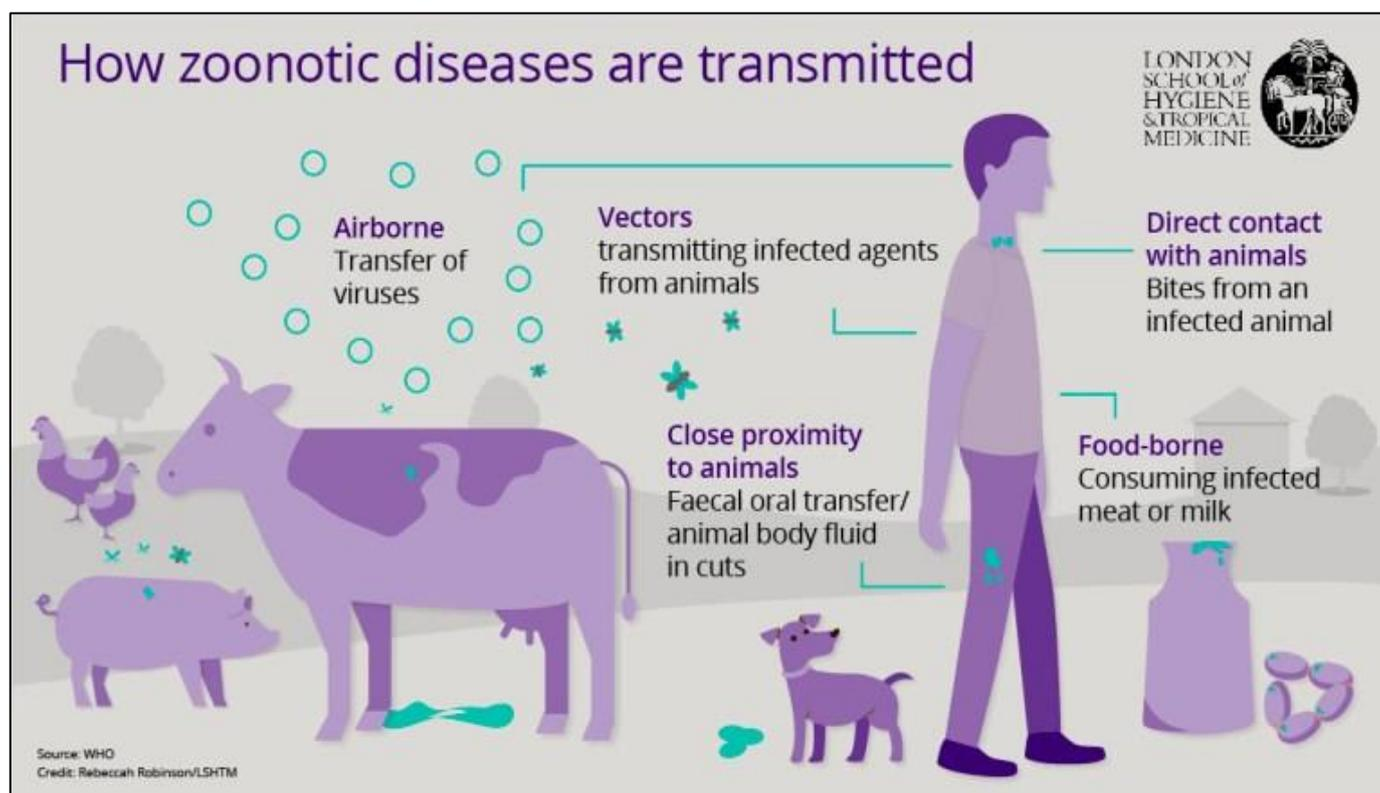 How zoonotic diseases are transmitted
LONDON
SCHOOL of
HYGIENE
& TROPICAL
MEDICINE
Airborne
Transfer of
viruses
Vectors
transmitting infected agents
from animals
Direct contact
with animals
Bites from an
infected animal
Close proximity
to animals
Faecal oral transfer/
animal body fluid
in cuts
Food-borne
Consuming infected
meat or milk
Source: WHO
Credit: Rebeccah Robinson/LSHTM